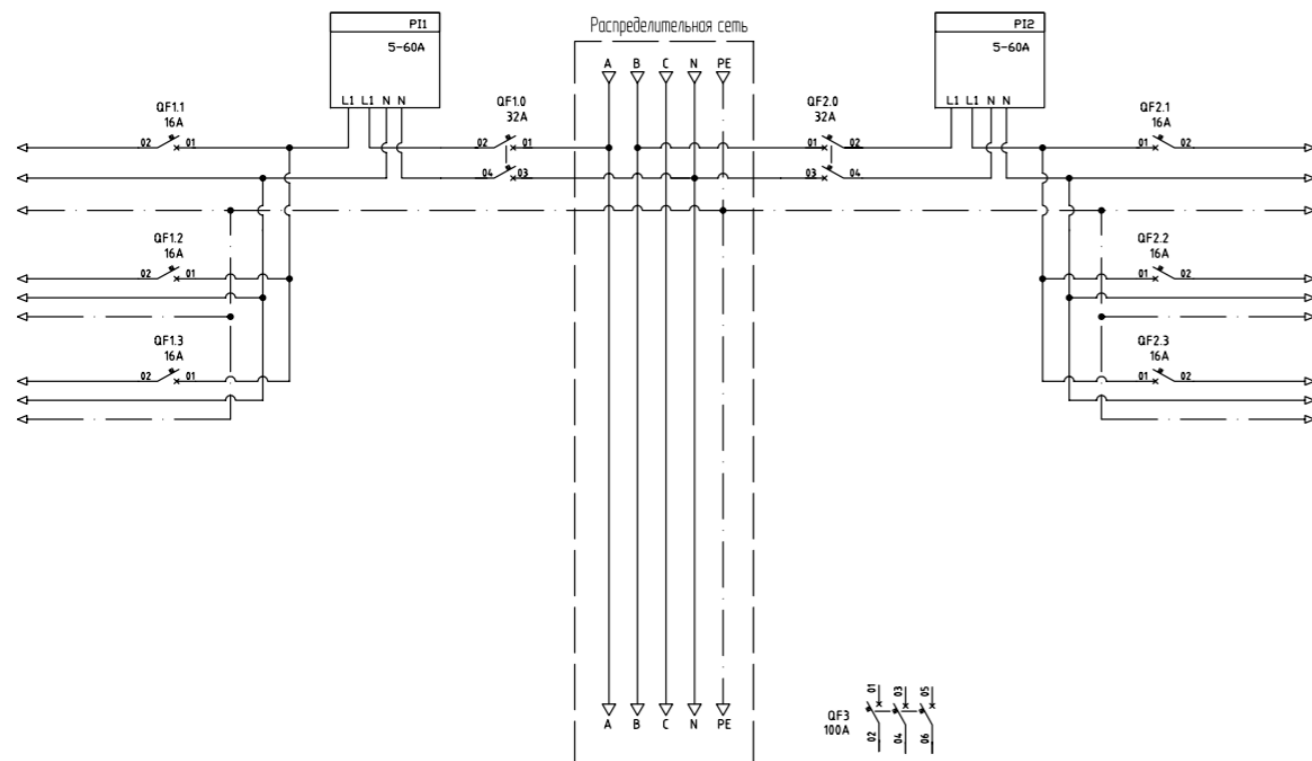 PI1
5-60A
L1 L1 N N
Распределительная сеть
A B C N PE
PI2
5-60A
L1 L1 N N
QF1.1
16A
02 01
QF1.0
32A
02 01
04 03
QF2.0
32A
01 02
03 04
QF2.1
16A
01 02
QF1.2
16A
02 01
QF2.2
16A
01 02
QF1.3
16A
02 01
QF2.3
16A
01 02
A B C N PE
QF3
100A
01 03 05
02 04 06